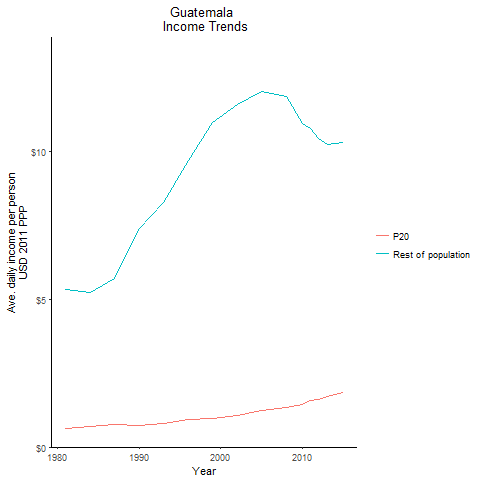 Guatemala
Income Trends
Ave. daily income per person
USD 2011 PPP
$10
$5
$0
1980
1990
2000
2010
Year
P20
Rest of population